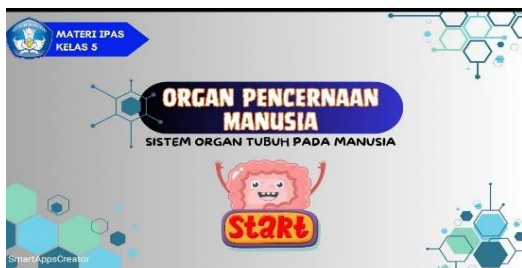 MATERI IPAS
KELAS 5
ORGAN PENCERNAAN
MANUSIA
SISTEM ORGAN TUBUH PADA MANUSIA
Start
SmartAppsCreator